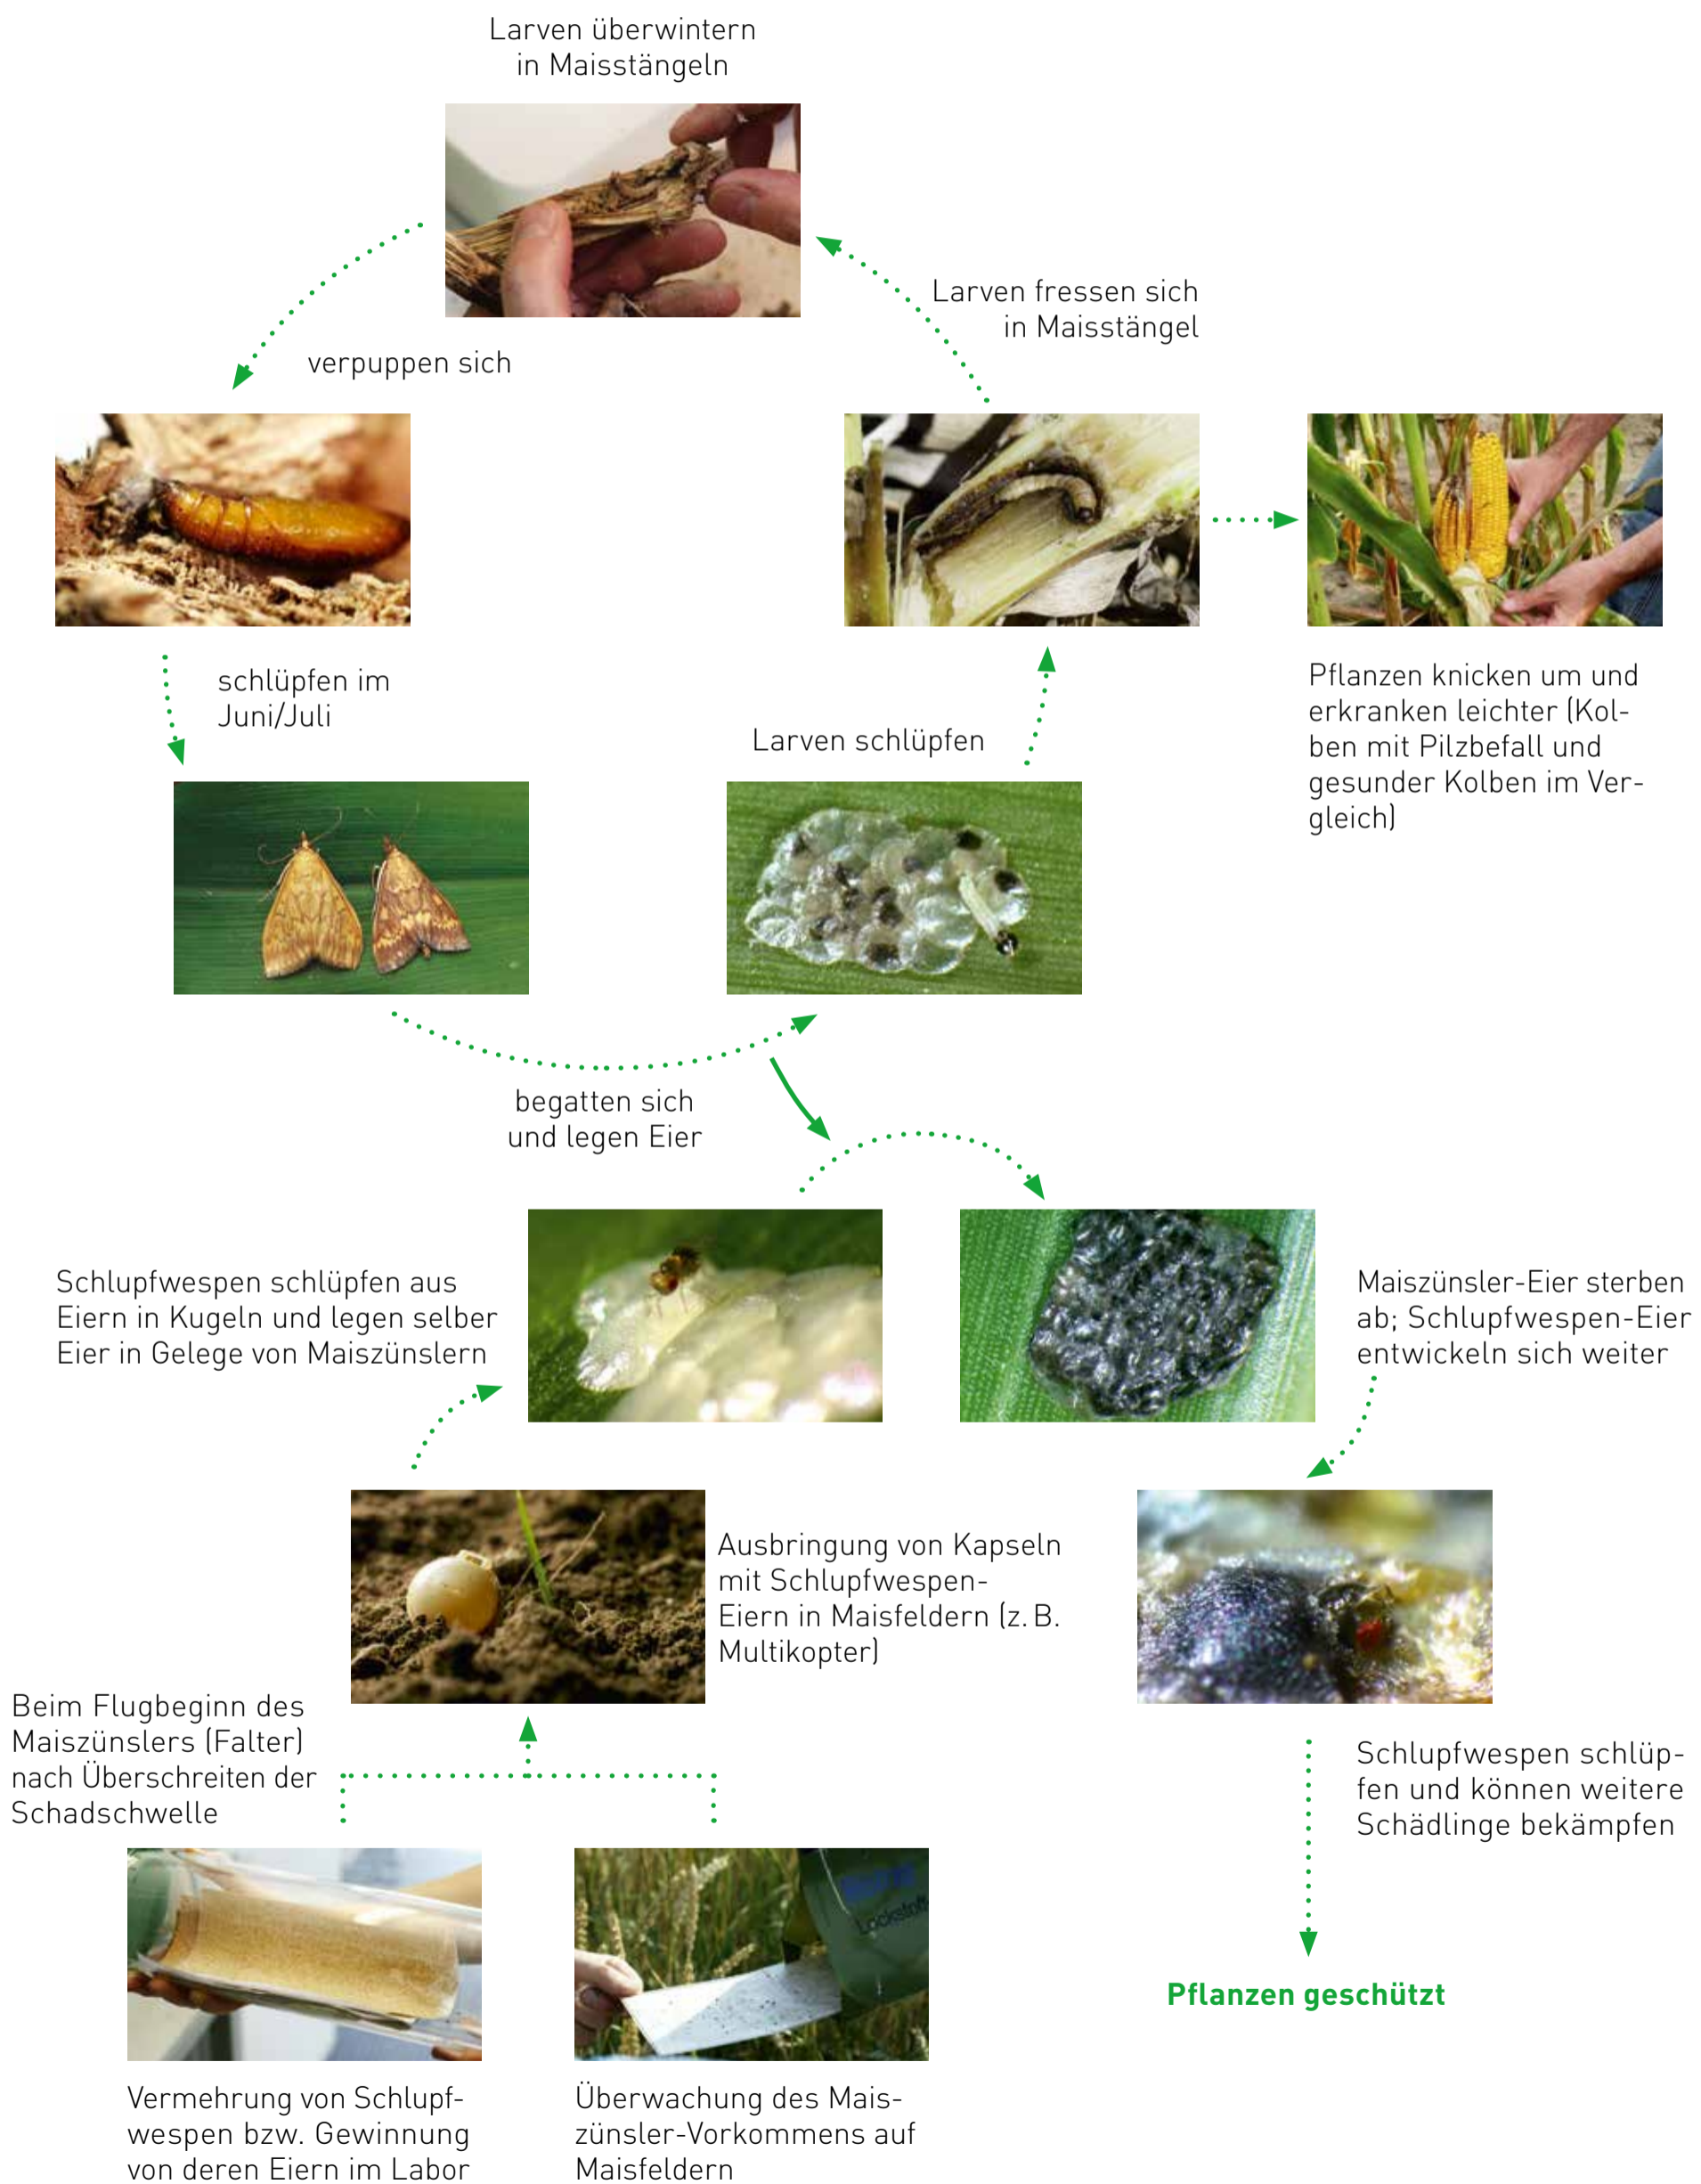 Larven überwintern
in Maisstängeln
Larven fressen sich
in Maisstängel
verpuppen sich
schlüpfen im
Juni/Juli
Larven schlüpfen
Pflanzen knicken um und
erkranken leichter (Kol-
ben mit Pilzbefall und
gesunder Kolben im Ver-
gleich)
begatten sich
und legen Eier
Schlupfwespen schlüpfen aus
Eiern in Kugeln und legen selber
Eier in Gelege von Maiszünslern
Maiszünsler-Eier sterben
ab; Schlupfwespen-Eier
entwickeln sich weiter
Ausbringung von Kapseln
mit Schlupfwespen-
Eiern in Maisfeldern (z. B.
Multikopter)
Beim Flugbeginn des
Maiszünslers (Falter)
nach Überschreiten der
Schadschwelle
Schlupfwespen schlüp-
fen und können weitere
Schädlinge bekämpfen
Pflanzen geschützt
Vermehrung von Schlupf-
wespen bzw. Gewinnung
von deren Eiern im Labor
Überwachung des Mais-
zünsler-Vorkommens auf
Maisfeldern